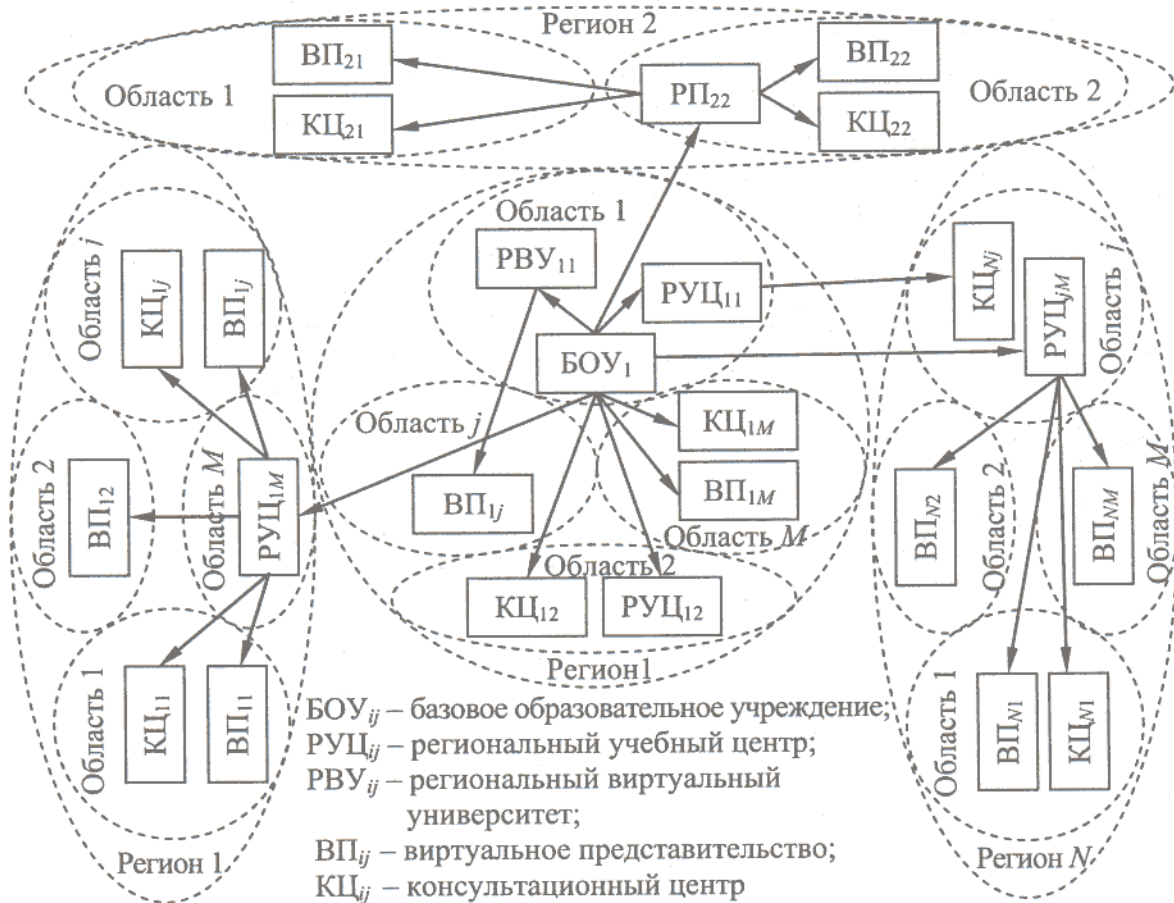 Регион 2
ВП21
ВП22
Область 1
РП22
Область 2
КЦ21
КЦ22
Область j
КЦ1j
ВП1j
Область 2
ВП12
Область M
РУЦ1M
Область 1
КЦ11
ВП11
Регион 1
Область 1
РВУ11
РУЦ11
БОУ1
Область j
КЦ1M
ВП1j
ВП1M
Область M
Область 2
КЦ12
РУЦ12
Регион1
КЦNj
РУЦjM
Область j
ВПN2
Область 2
ВПNM
Область M
Область 1
ВПN1
КЦN1
Регион N
БОУij – базовое образовательное учреждение;
РУЦij – региональный учебный центр;
РВУij – региональный виртуальный
университет;
ВПij – виртуальное представительство;
КЦij – консультационный центр